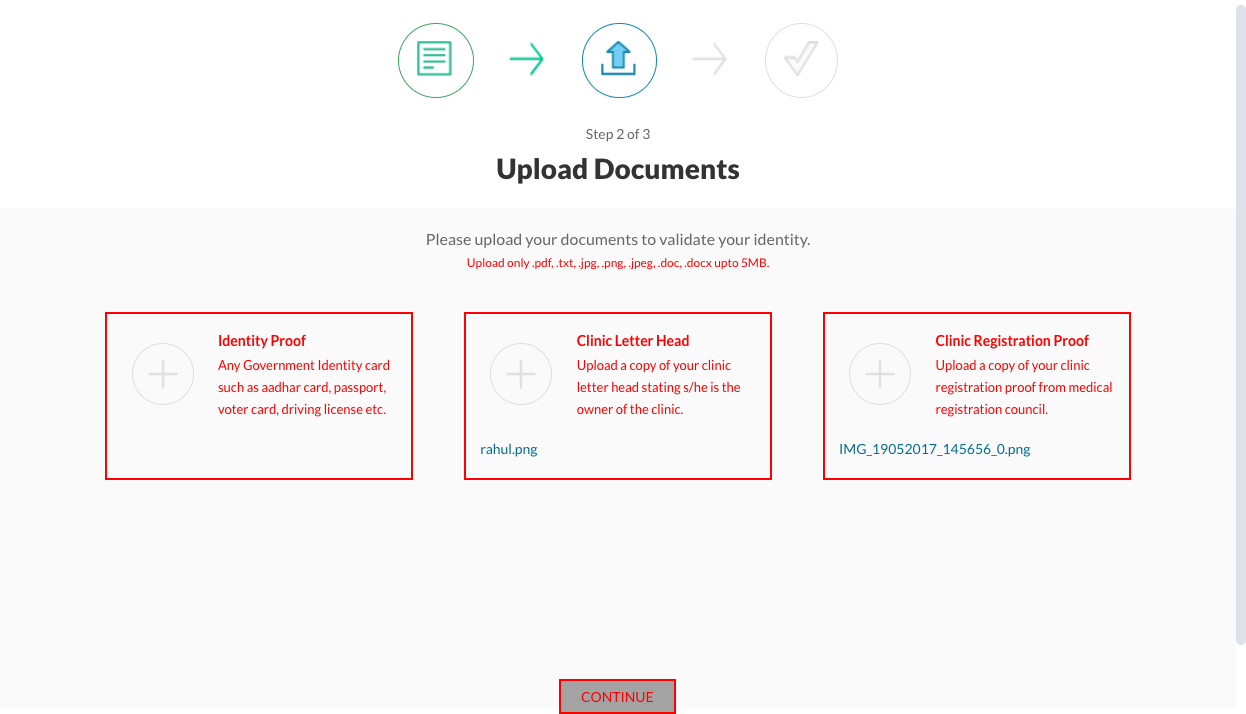 Step 2 of 3
Upload Documents
Please upload your documents to validate your identity.
Upload only .pdf, .txt, .jpg, .png, .jpeg, .doc, .docx upto 5MB.
Identity Proof
Any Government Identity card
such as aadhar card, passport,
voter card, driving license etc.
Clinic Letter Head
Upload a copy of your clinic
letter head stating s/he is the
owner of the clinic.
rahul.png
Clinic Registration Proof
Upload a copy of your clinic
registration proof from medical
registration council.
IMG_19052017_145656_0.png
CONTINUE